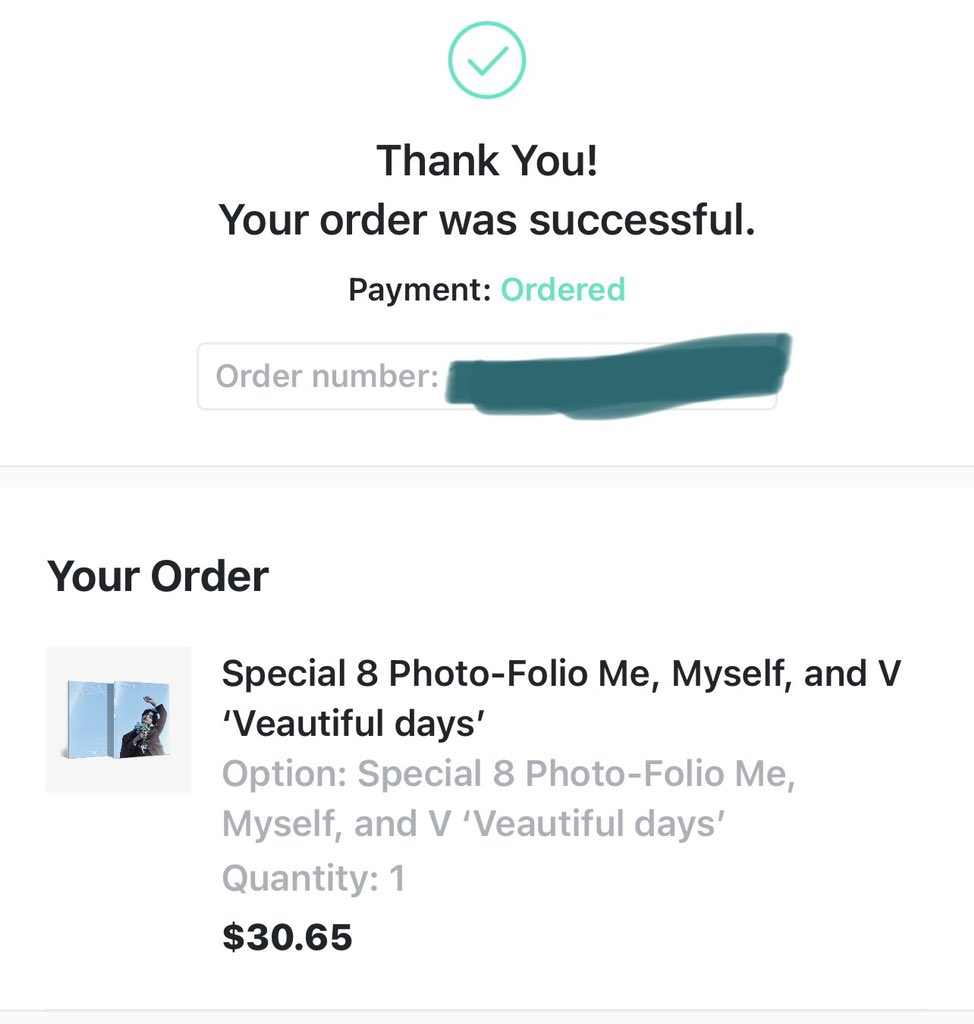 Thank You!
Your order was successful.
Payment: Ordered
Order number:
Your Order
Special 8 Photo-Folio Me, Myself, and V
‘Veautiful days’
Option: Special 8 Photo-Folio Me,
Myself, and V ‘Veautiful days’
Quantity: 1
$30.65